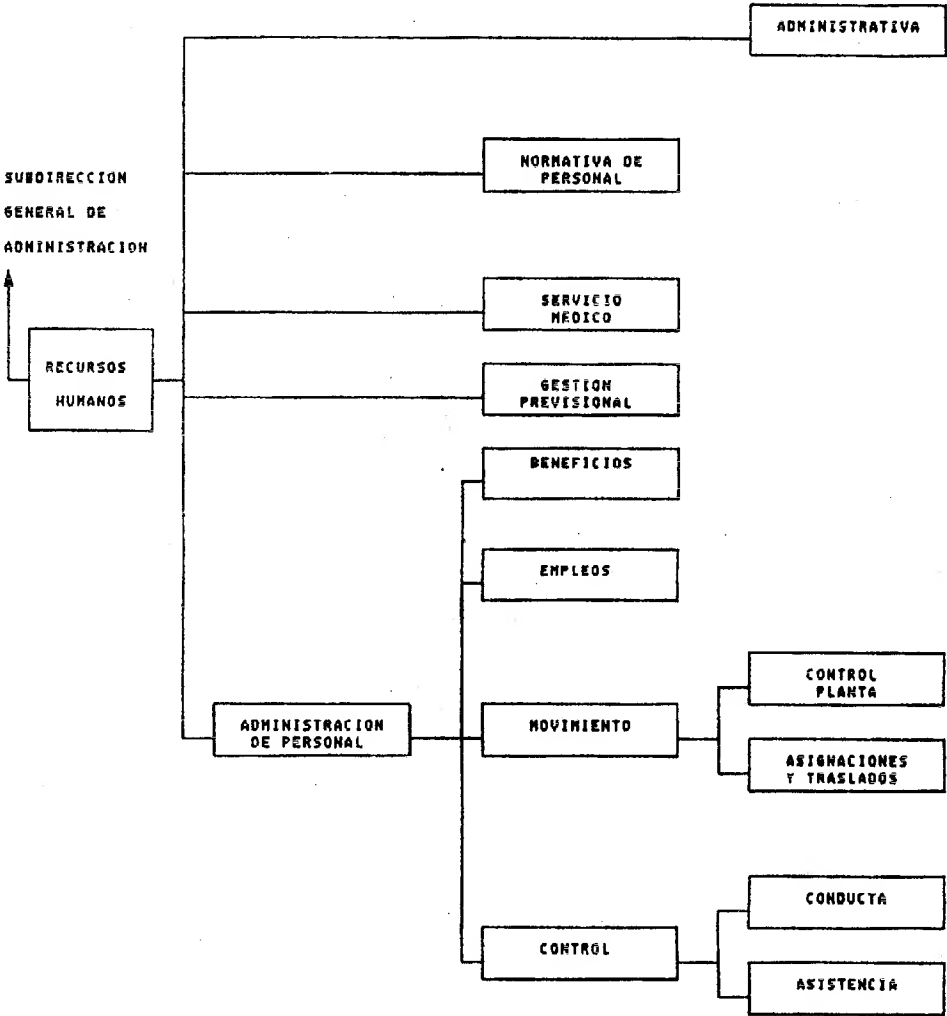 ADMINISTRATIVA
NORMATIVA DE
PERSONAL
SUBDIRECCION
GENERAL DE
ADMINISTRACION
SERVICIO
MEDICO
RECURSOS
HUMANOS
GESTION
PREVISIONAL
BENEFICIOS
EMPLEOS
CONTROL
PLANTA
ADMINISTRACION
DE PERSONAL
MOVIMIENTO
ASIGNACIONES
Y TRASLADOS
CONDUCTA
CONTROL
ASISTENCIA